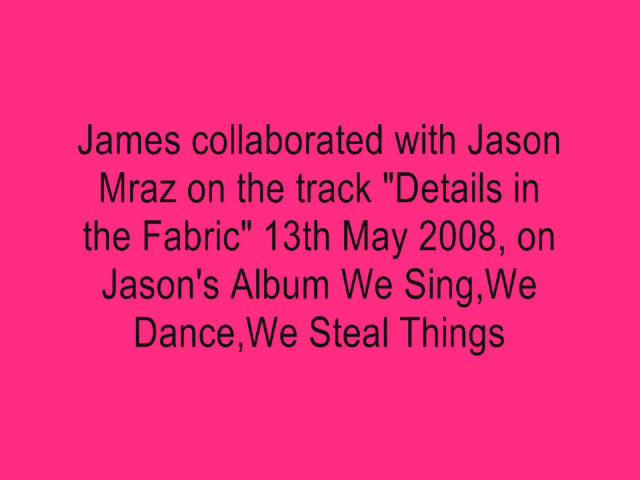 James collaborated with Jason
Mraz on the track "Details in
the Fabric" 13th May 2008, on
Jason's Album We Sing,We
Dance,We Steal Things